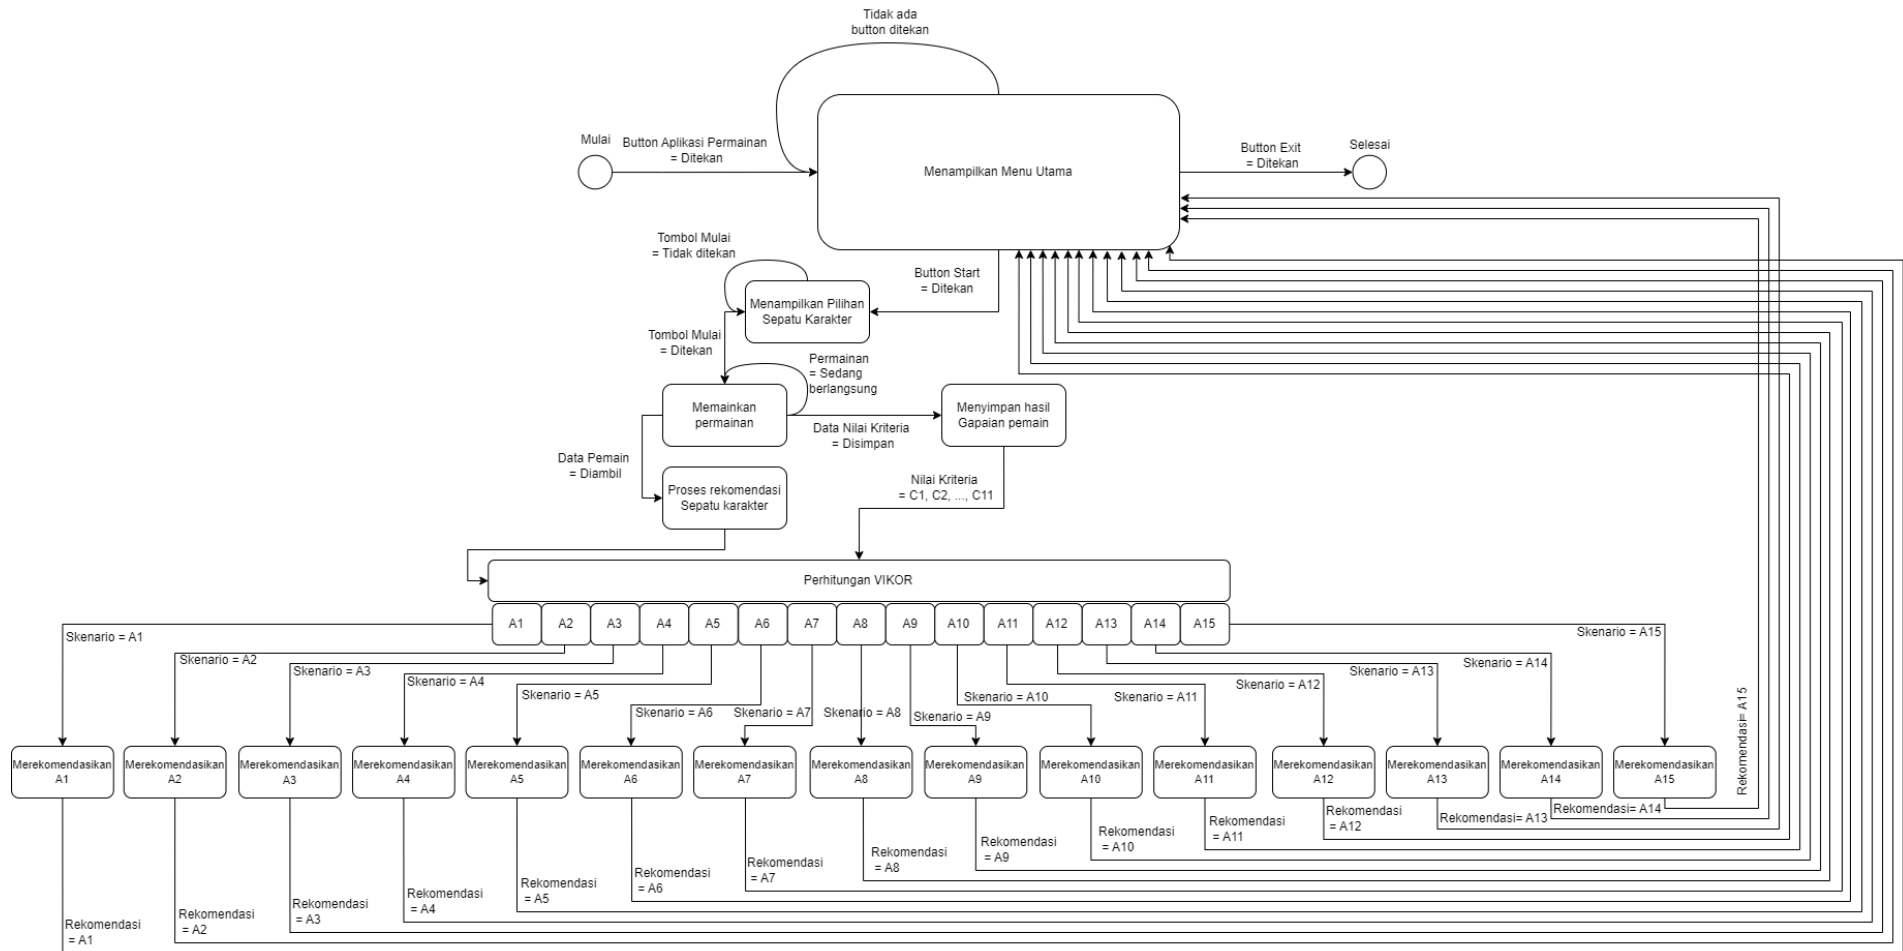 Tidak ada
button ditekan
Mulai
Button Aplikasi Permainan
= Ditekan
Menampilkan Menu Utama
Button Exit
= Ditekan
Selesai
Tombol Mulai
= Tidak ditekan
Button Start
= Ditekan
Menampilkan Pilihan
Sepatu Karakter
Tombol Mulai
= Ditekan
Permainan
= Sedang
berlangsung
Memainkan
permainan
Data Nilai Kriteria
= Disimpan
Menyimpan hasil
Gapaian pemain
Data Pemain
= Diambil
Proses rekomendasi
Sepatu karakter
Nilai Kriteria
= C1, C2, ..., C11
Perhitungan VIKOR
A1
A2
A3
A4
A5
A6
A7
A8
A9
A10
A11
A12
A13
A14
A15
Skenario = A1
Skenario = A2
Skenario = A3
Skenario = A4
Skenario = A5
Skenario = A6
Skenario = A7
Skenario = A8
Skenario = A9
Skenario = A10
Skenario = A11
Skenario = A12
Skenario = A13
Skenario = A14
Skenario = A15
Merekomendasikan
A1
Merekomendasikan
A2
Merekomendasikan
A3
Merekomendasikan
A4
Merekomendasikan
A5
Merekomendasikan
A6
Merekomendasikan
A7
Merekomendasikan
A8
Merekomendasikan
A9
Merekomendasikan
A10
Merekomendasikan
A11
Merekomendasikan
A12
Merekomendasikan
A13
Merekomendasikan
A14
Merekomendasikan
A15
Rekomendasi
= A1
Rekomendasi
= A2
Rekomendasi
= A3
Rekomendasi
= A4
Rekomendasi
= A5
Rekomendasi
= A6
Rekomendasi
= A7
Rekomendasi
= A8
Rekomendasi
= A9
Rekomendasi
= A10
Rekomendasi
= A11
Rekomendasi
= A12
Rekomendasi= A13
Rekomendasi= A14
Rekomendasi= A15